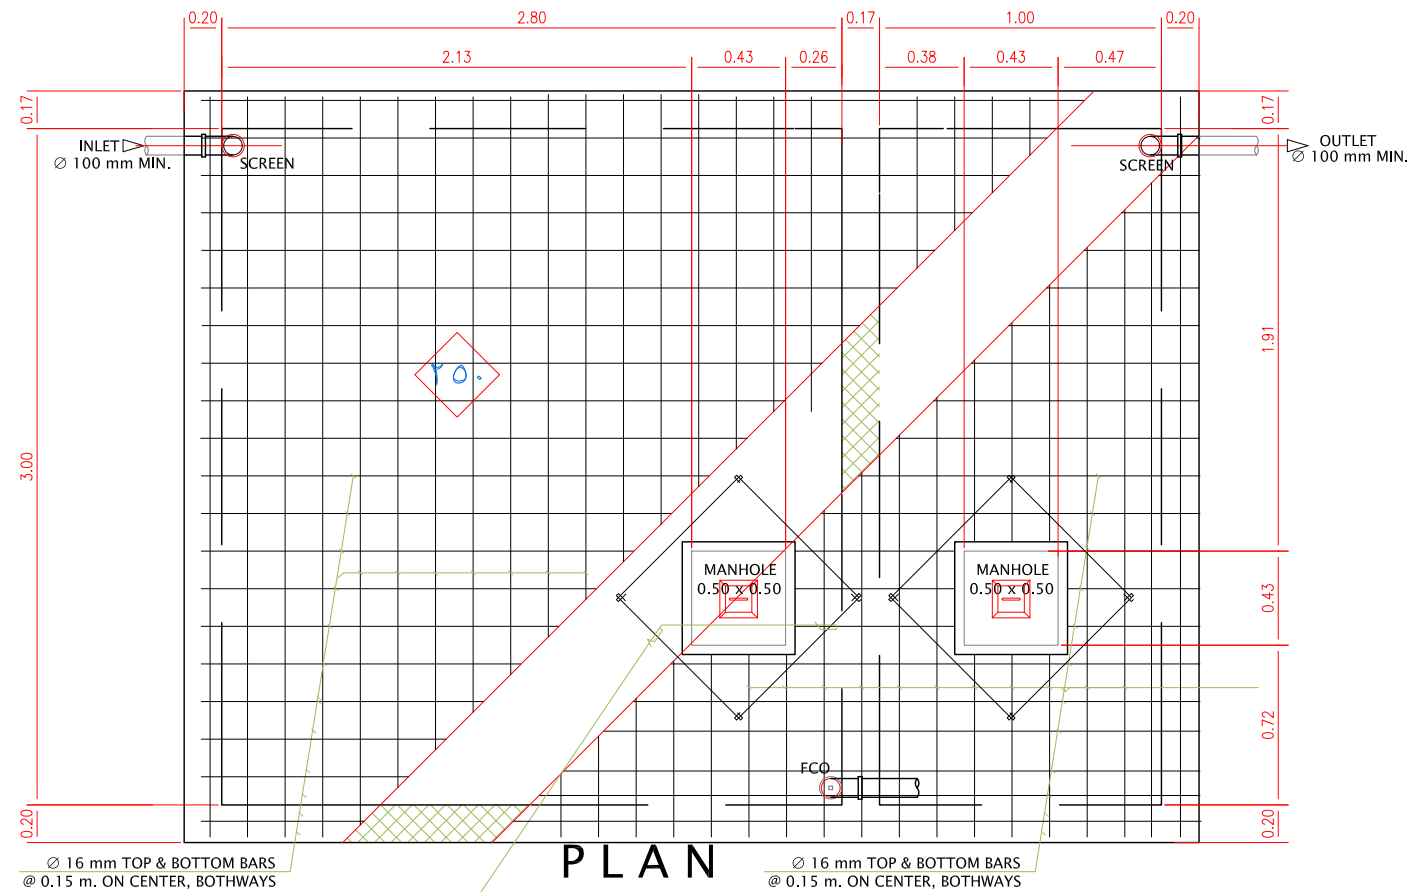 0.20 2.80 0.17 1.00 0.20
2.13 0.43 0.26 0.38 0.43 0.47
0.17
0.17
INLET
Ø 100 mm MIN.
SCREEN
SCREEN
OUTLET
Ø 100 mm MIN.
1.91
3.00
MANHOLE
0.50 x 0.50
MANHOLE
0.50 x 0.50
0.43
0.72
FCO
0.20
0.20
PLAN
Ø 16 mm TOP & BOTTOM BARS
@ 0.15 m. ON CENTER, BOTHWAYS
Ø 16 mm TOP & BOTTOM BARS
@ 0.15 m. ON CENTER, BOTHWAYS